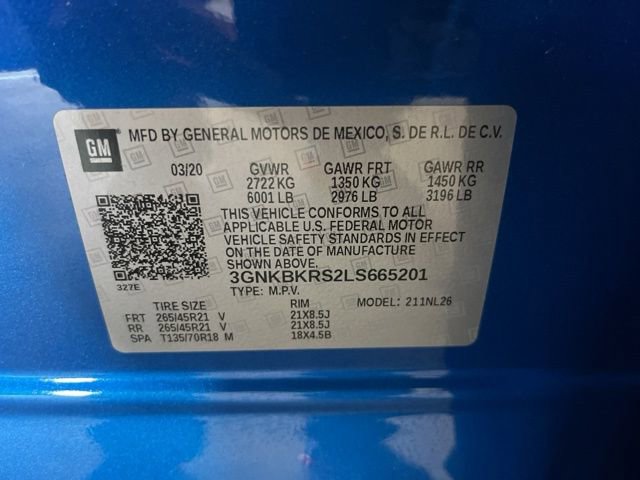 GM
MFD BY GENERAL MOTORS DE MEXICO, S. DE R.L. DE C.V.
03/20 GVWR GAWR FRT GAWR RR
2722 KG 1350 KG 1450 KG
6001 LB 2976 LB 3196 LB
THIS VEHICLE CONFORMS TO ALL
APPLICABLE U.S. FEDERAL MOTOR
VEHICLE SAFETY STANDARDS IN EFFECT
ON THE DATE OF MANUFACTURE
SHOWN ABOVE.
327E
3GNKBKRS2LS665201
TYPE: M.P.V. MODEL: 211NL26
TIRE SIZE RIM
FRT 265/45R21 V 21X8.5J
RR 265/45R21 V 21X8.5J
SPA T135/70R18 M 18X4.5B